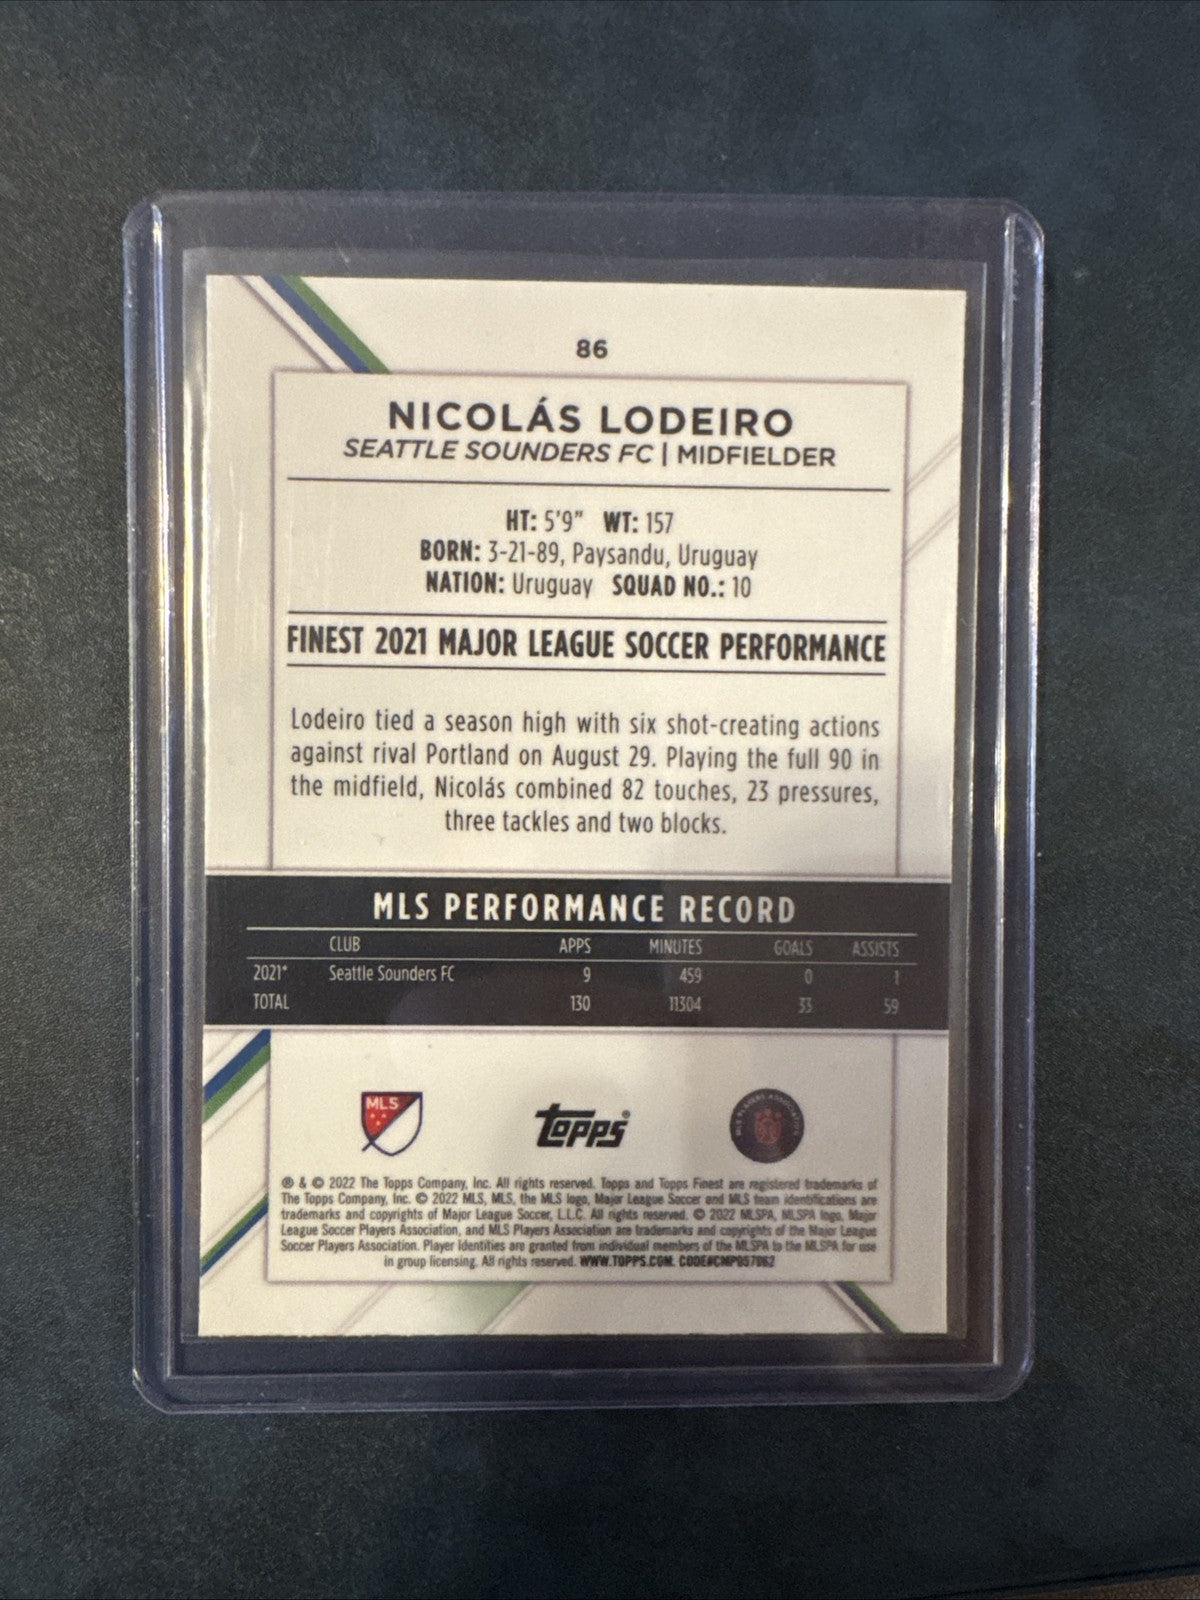 86
NICOLÁS LODEIRO
SEATTLE SOUNDERS FC | MIDFIELDER
HT: 5'9" WT: 157
BORN: 3-21-89, Paysandu, Uruguay
NATION: Uruguay SQUAD NO.: 10
FINEST 2021 MAJOR LEAGUE SOCCER PERFORMANCE
Lodeiro tied a season high with six shot-creating actions
against rival Portland on August 29. Playing the full 90 in
the midfield, Nicolás combined 82 touches, 23 pressures,
three tackles and two blocks.
MLS PERFORMANCE RECORD
CLUB APPS MINUTES GOALS ASSISTS
2021* Seattle Sounders FC 9 459 0 1
TOTAL 130 11304 33 59
MLS
Topps®
MLS PLAYERS ASSOCIATION
® & © 2022 The Topps Company, Inc. All rights reserved. Topps and Topps Finest are registered trademarks of
The Topps Company, Inc. © 2022 MLS, MLS, the MLS logo, Major League Soccer and MLS team identifications are
trademarks and copyrights of Major League Soccer, L.L.C. All rights reserved. © 2022 MLSPA, MLSPA logo, Major
League Soccer Players Association, and MLS Players Association are trademarks and copyrights of the Major League
Soccer Players Association. Player identities are granted from individual members of the MLSPA to the MLSPA for use
in group licensing. All rights reserved. WWW.TOPPS.COM. CODE#CMP057062